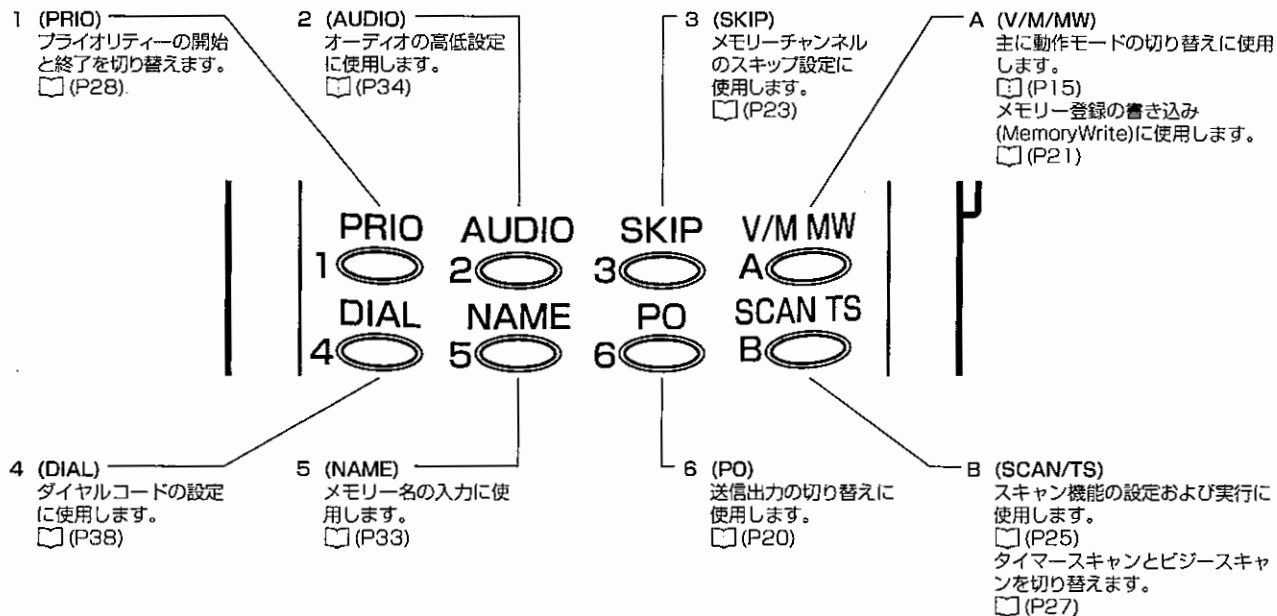 1 (PRIO)
プライオリティーの開始
と終了を切り替えます。
(P28).
2 (AUDIO)
オーディオの高低設定
に使用します。
(P34)
3 (SKIP)
メモリーチャンネル
のスキップ設定に
使用します。
(P23)
A (V/M/MW)
主に動作モードの切り替えに使用
します。
(P15)
メモリー登録の書き込み
(MemoryWrite)に使用します。
(P21)
PRIO AUDIO SKIP V/M MW
1 2 3 A
DIAL NAME PO SCAN TS
4 5 6 B
4 (DIAL)
ダイヤルコードの設定
に使用します。
(P38)
5 (NAME)
メモリー名の入力に使
用します。
(P33)
6 (PO)
送信出力の切り替えに
使用します。
(P20)
B (SCAN/TS)
スキャン機能の設定および実行に
使用します。
(P25)
タイマースキャンとビジースキャ
ンを切り替えます。
(P27)